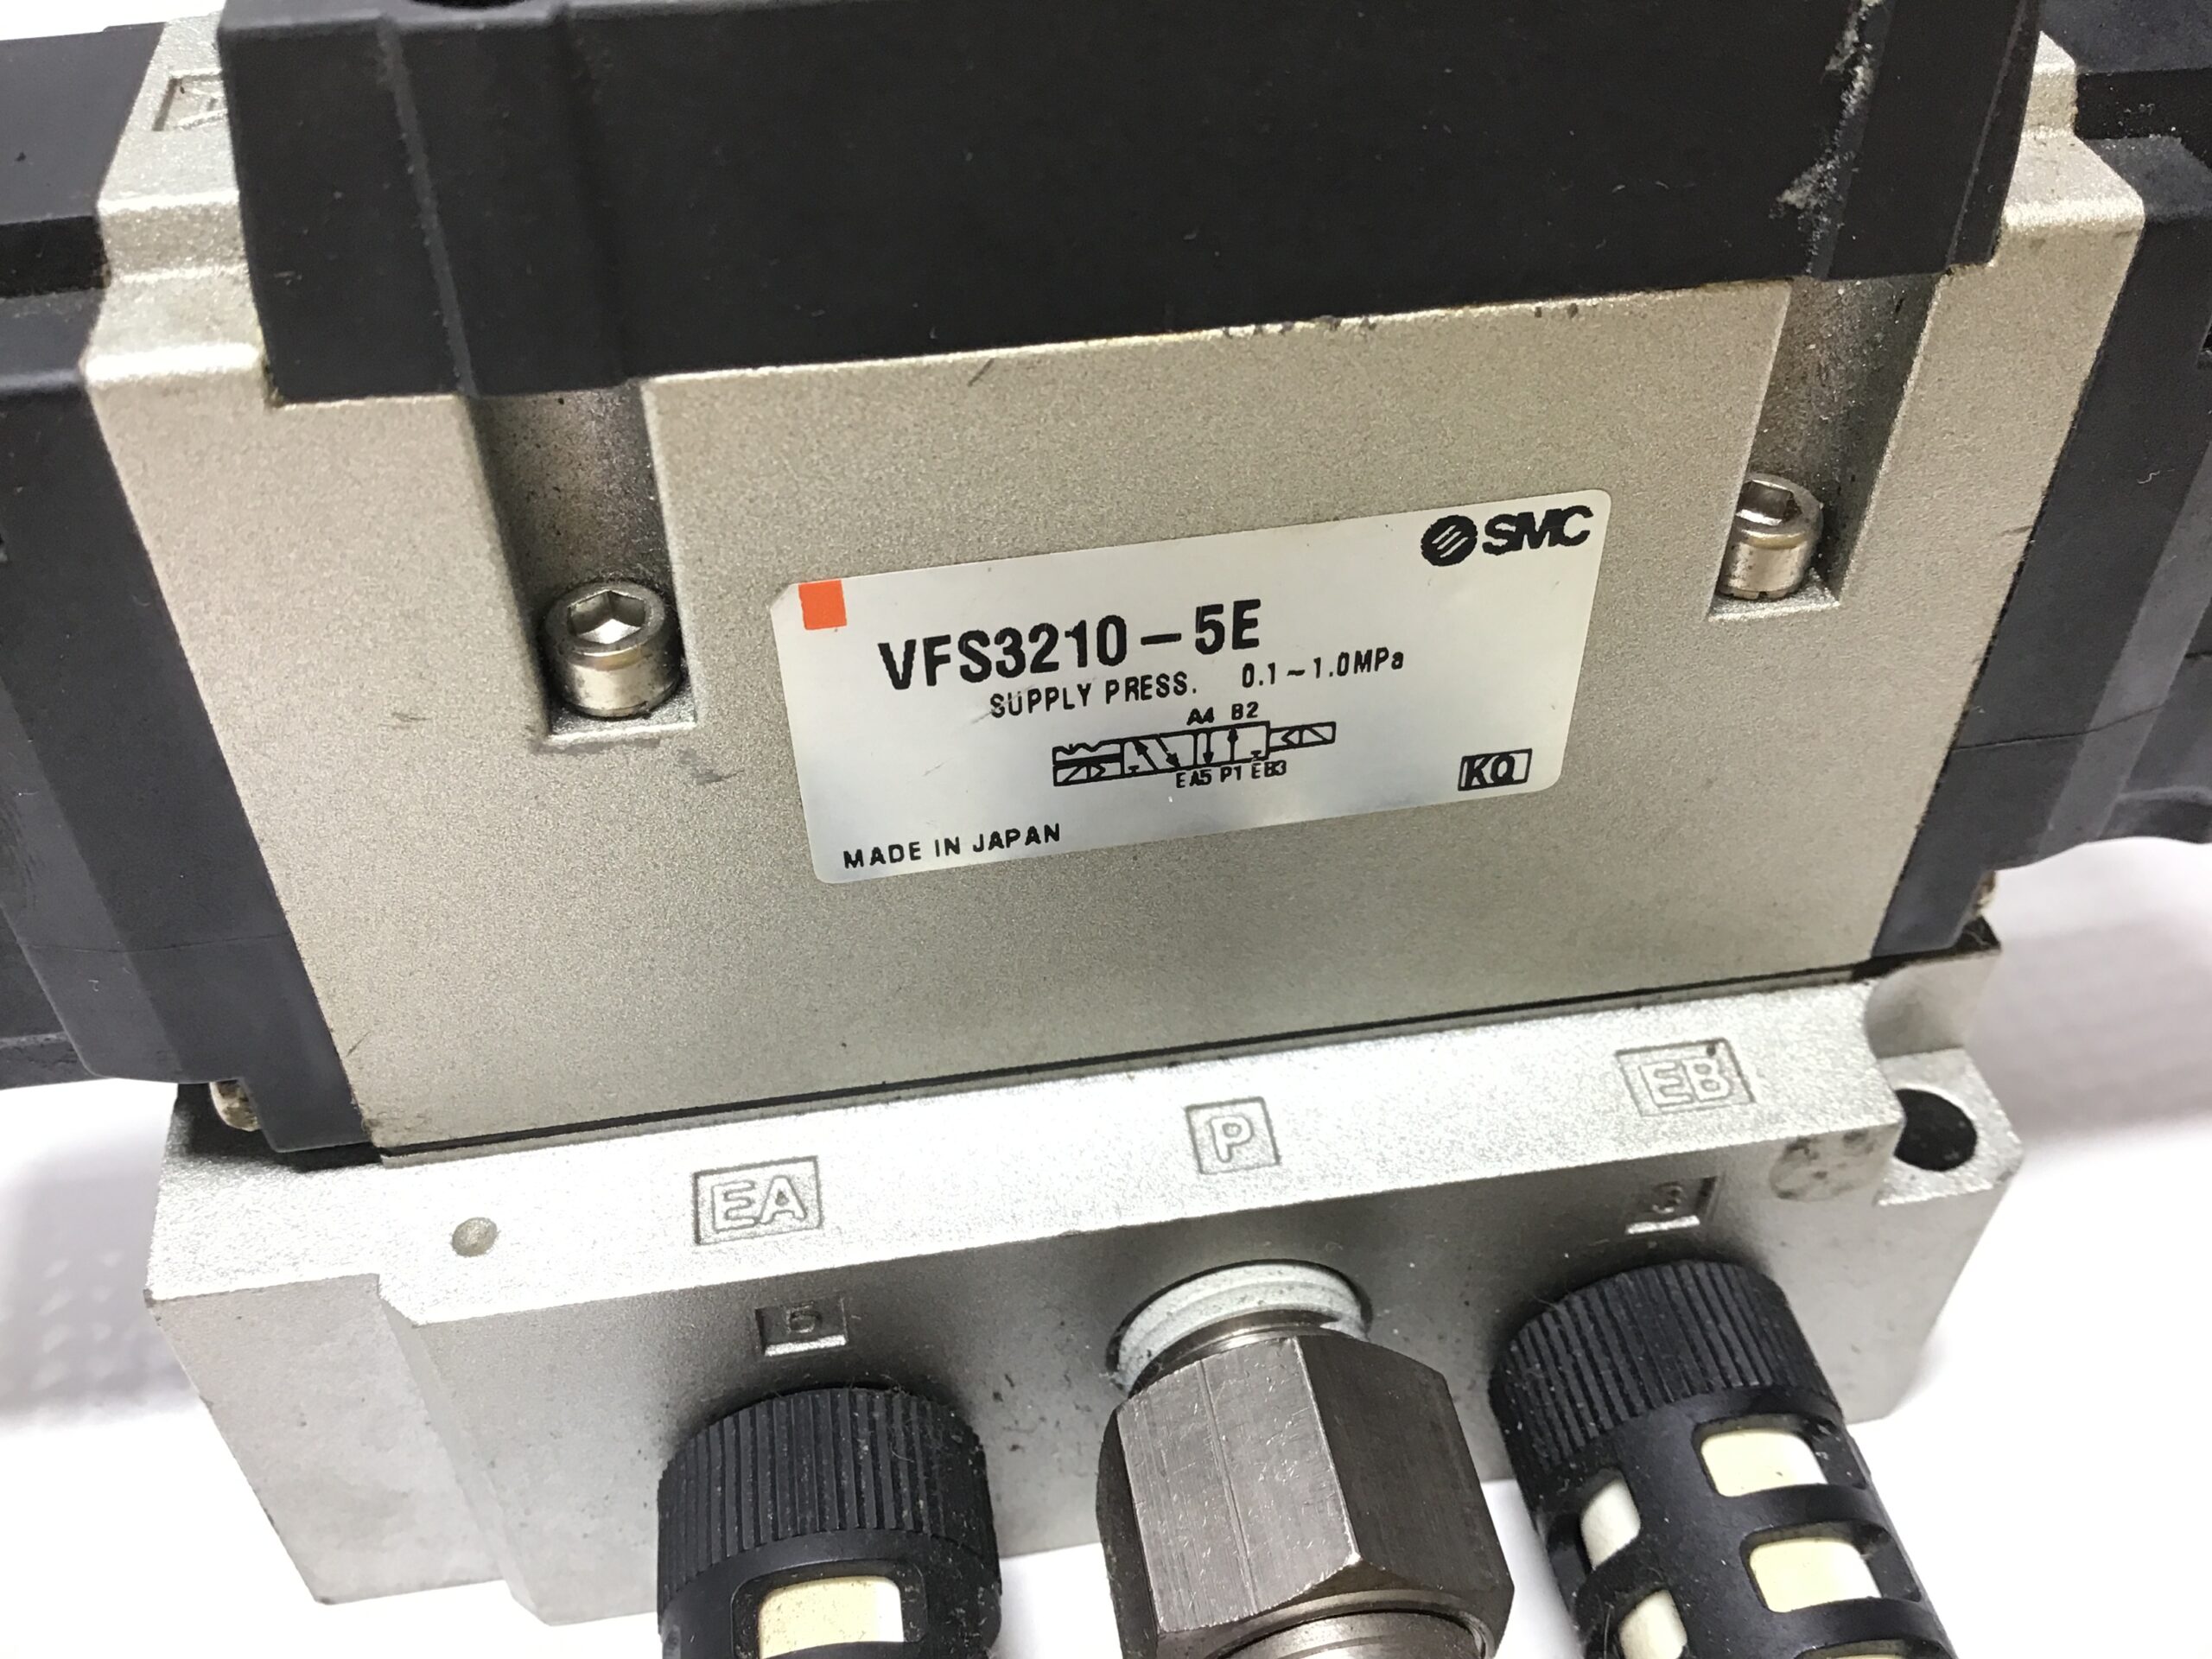 SMC
VFS3210-5E
SUPPLY PRESS. 0.1~1.0MPa
A4 B2
EA5 P1 EB3
KQ
MADE IN JAPAN
EA P EB
5 3